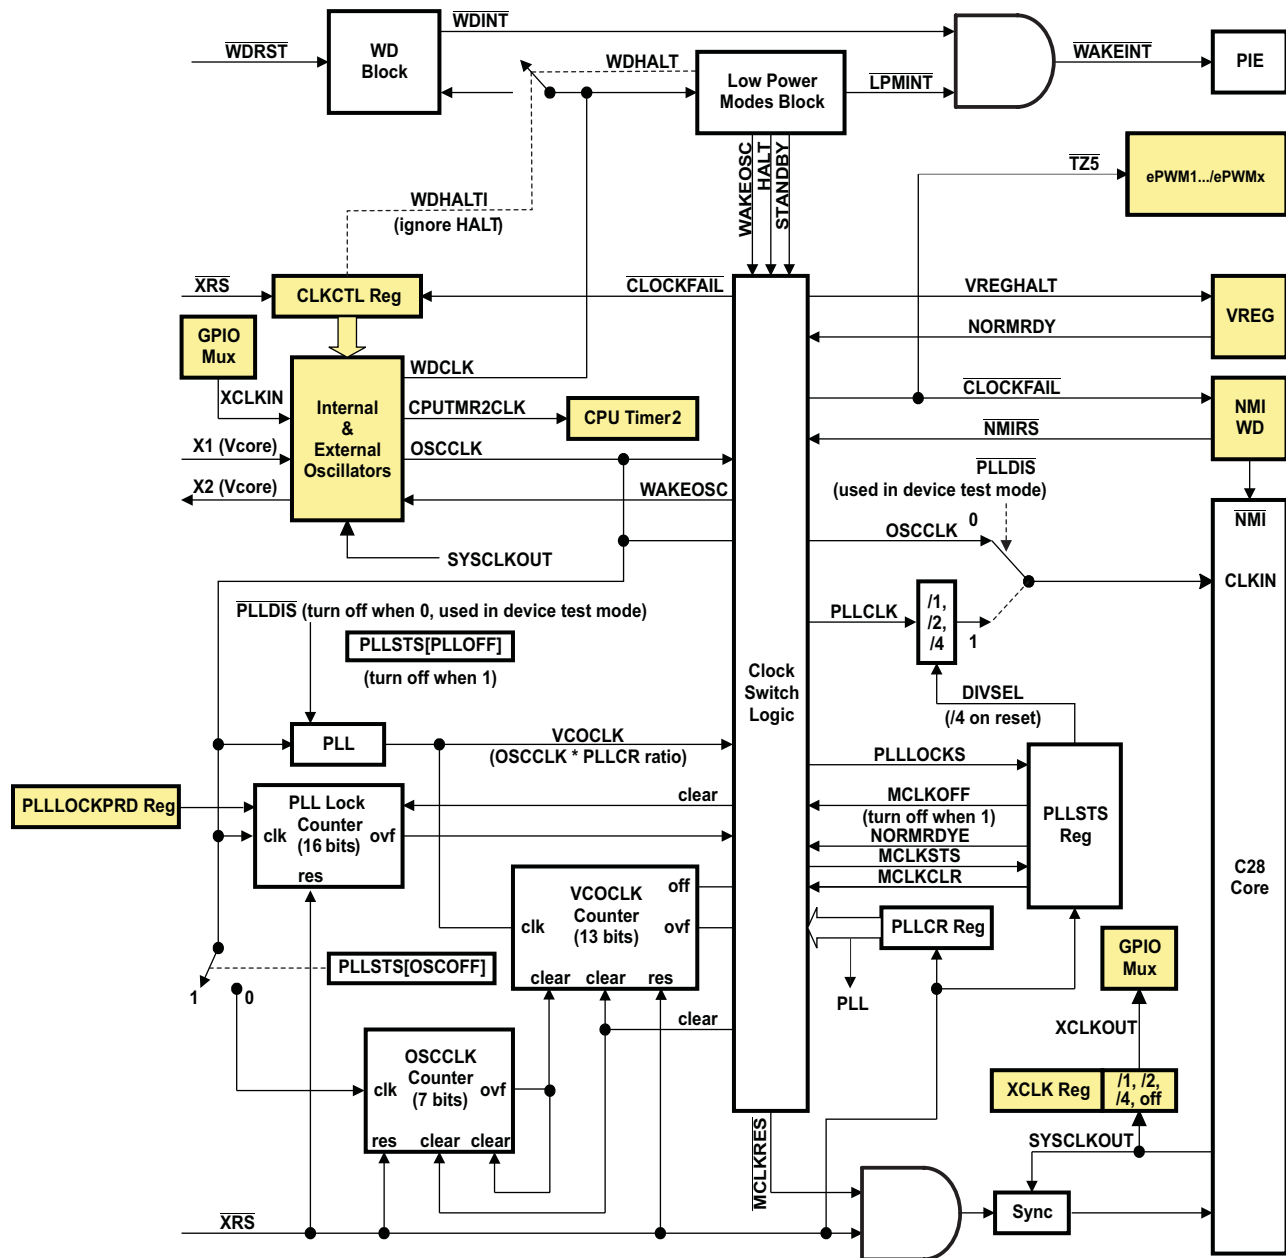 WDINT
WDRST
WD
Block
WDHALT
Low Power
Modes Block
LPMINT
WAKEINT
PIE
TZ5
ePWM1.../ePWMx
WAKEOSC
HALT
STANDBY
WDHALTI
(ignore HALT)
XRS
CLKCTL Reg
CLOCKFAIL
VREGHALT
NORMRDY
VREG
GPIO
Mux
XCLKIN
WDCLK
Internal
&
External
Oscillators
CPUTMR2CLK
CPU Timer2
CLOCKFAIL
NMI
WD
X1 (Vcore)
OSCCLK
NMIRS
X2 (Vcore)
WAKEOSC
PLLDIS
(used in device test mode)
NMI
OSCCLK
0
SYSCLKOUT
CLKIN
PLLDIS (turn off when 0, used in device test mode)
PLLCLK
/1,
/2,
/4
1
PLLSTS[PLLOFF]
(turn off when 1)
Clock
Switch
Logic
DIVSEL
(/4 on reset)
PLL
VCOCLK
(OSCCLK * PLLCR ratio)
PLLLOCKS
PLLLOCKPRD Reg
PLL Lock
Counter
(16 bits)
clk
ovf
res
clear
MCLKOFF
(turn off when 1)
NORMRDYE
MCLKSTS
MCLKCLR
PLLSTS
Reg
C28
Core
off
VCOCLK
Counter
(13 bits)
clk
ovf
clear
clear
res
PLLCR Reg
PLL
GPIO
Mux
PLLSTS[OSCOFF]
1
0
clear
XCLKOUT
OSCCLK
Counter
(7 bits)
clk
ovf
res
clear
clear
XCLK Reg
/1, /2,
/4, off
SYSCLKOUT
MCLKRES
XRS
Sync